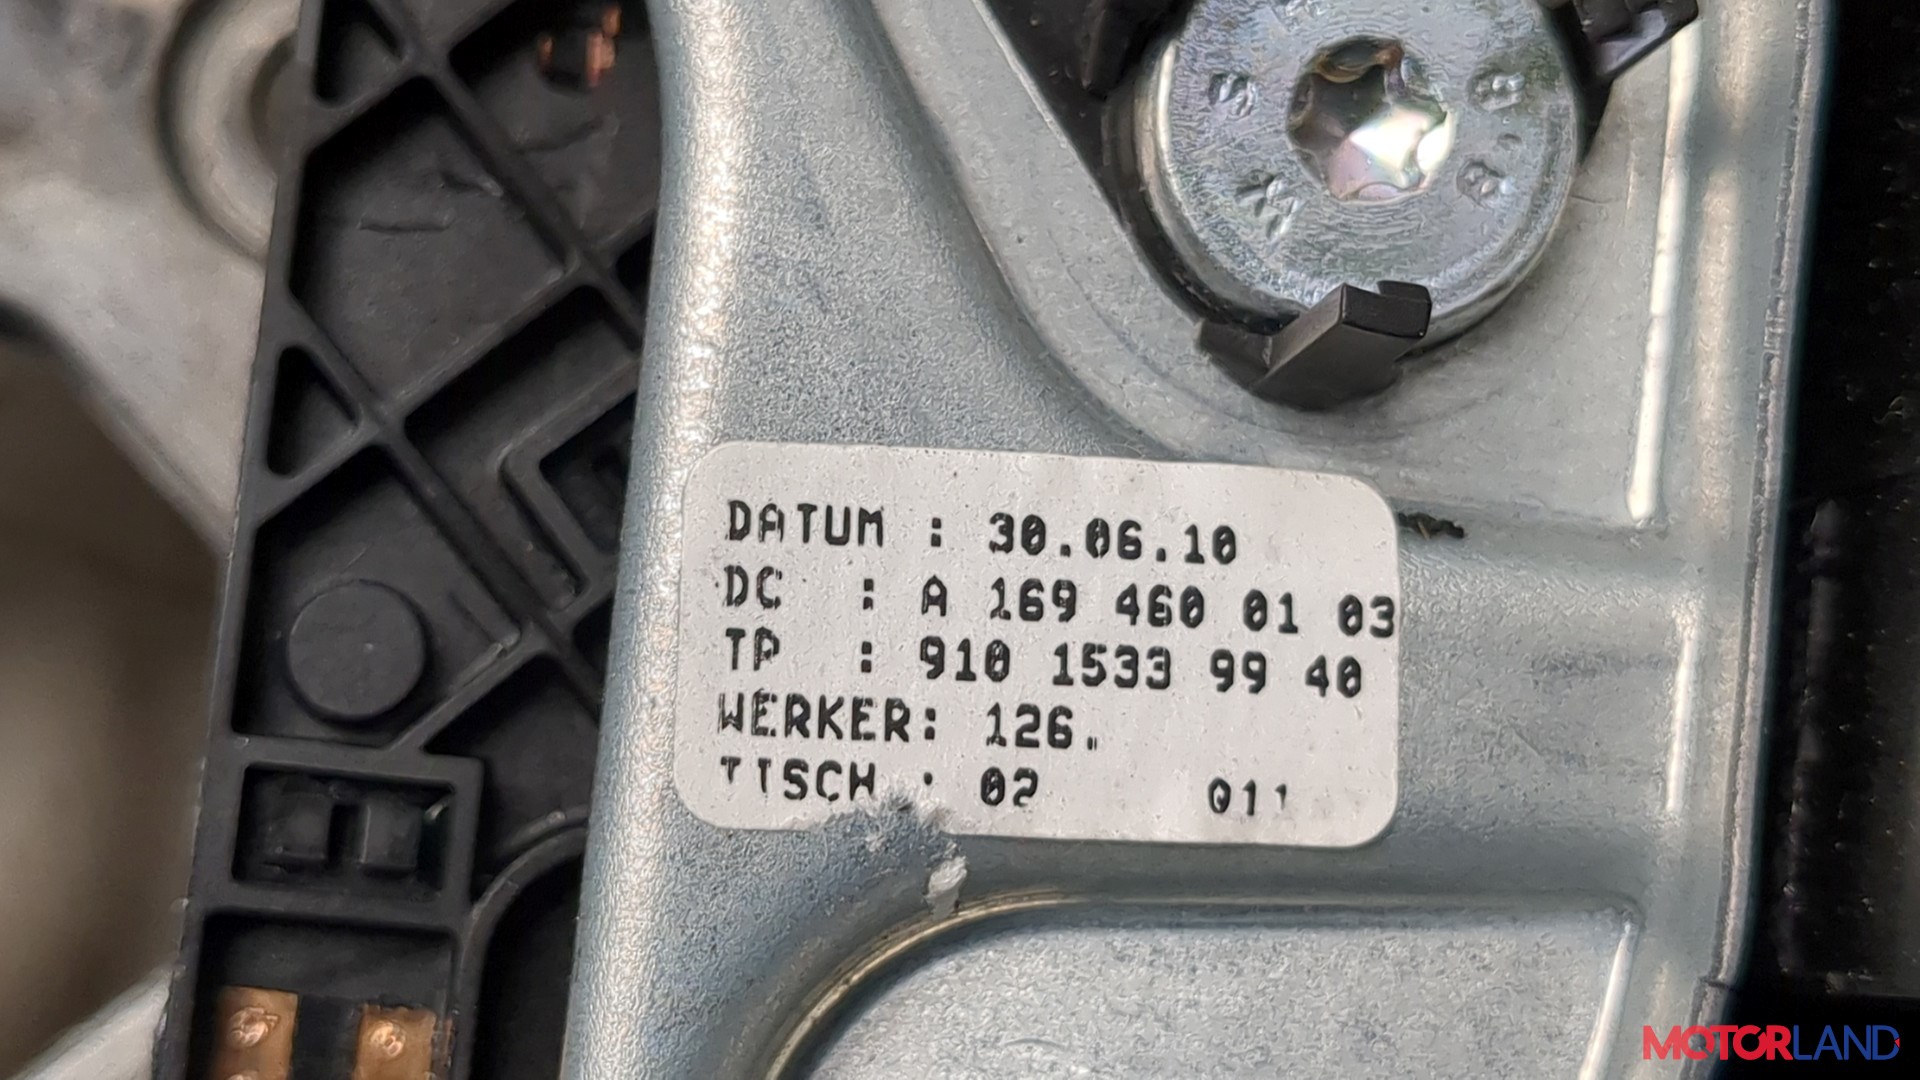 DATUM : 30.06.10
DC : A 169 460 01 03
TP : 910 1533 99 40
WERKER: 126.
TISCH : 02 011
MOTORLAND